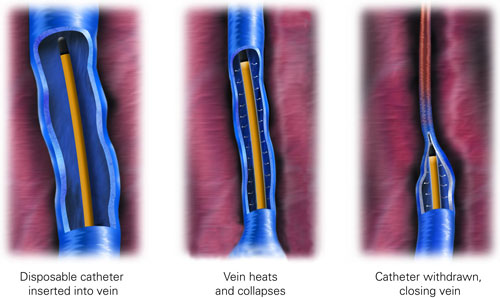 Disposable catheter
inserted into vein
Vein heats
and collapses
Catheter withdrawn,
closing vein